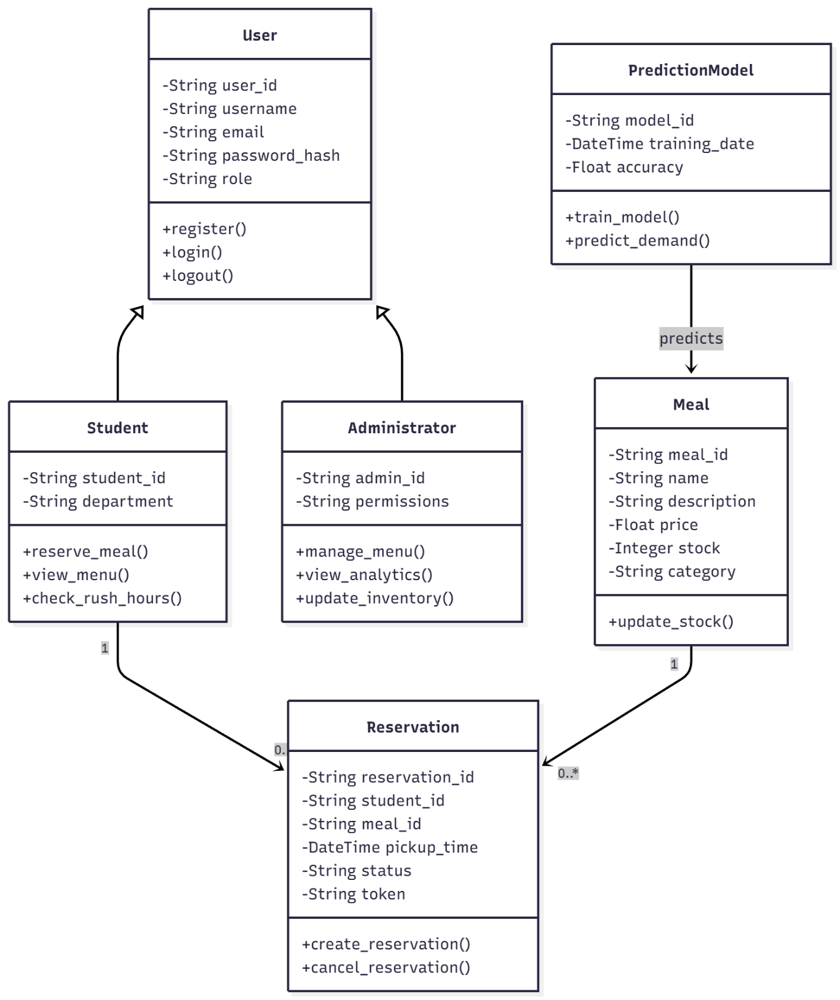 User
-String user_id
-String username
-String email
-String password_hash
-String role
+register()
+login()
+logout()
PredictionModel
-String model_id
-DateTime training_date
-Float accuracy
+train_model()
+predict_demand()
predicts
Student
-String student_id
-String department
+reserve_meal()
+view_menu()
+check_rush_hours()
Administrator
-String admin_id
-String permissions
+manage_menu()
+view_analytics()
+update_inventory()
Meal
-String meal_id
-String name
-String description
-Float price
-Integer stock
-String category
+update_stock()
1
1
0.
0..*
Reservation
-String reservation_id
-String student_id
-String meal_id
-DateTime pickup_time
-String status
-String token
+create_reservation()
+cancel_reservation()